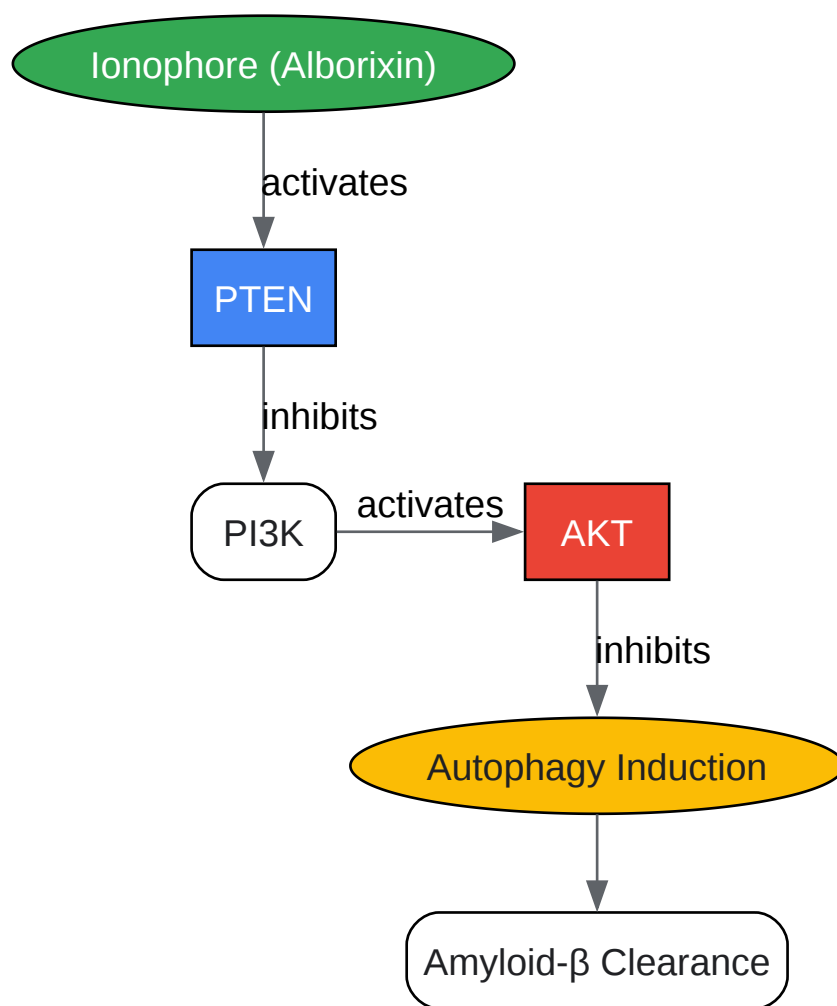 Ionophore (Alborixin)
activates
PTEN
inhibits
PI3K
activates
AKT
inhibits
Autophagy Induction
Amyloid-β Clearance